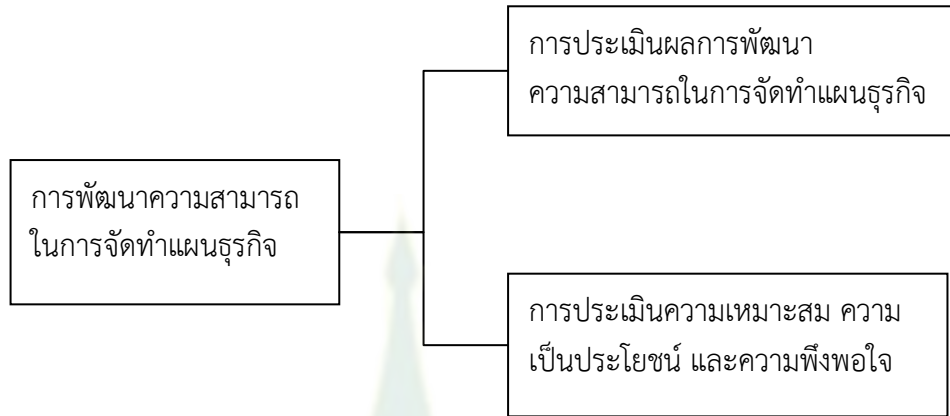 การประเมินผลการพัฒนา
ความสามารถในการจัดทำแผนธุรกิจ
การพัฒนาความสามารถ
ในการจัดทำแผนธุรกิจ
การประเมินความเหมาะสม ความ
เป็นประโยชน์ และความพึงพอใจ